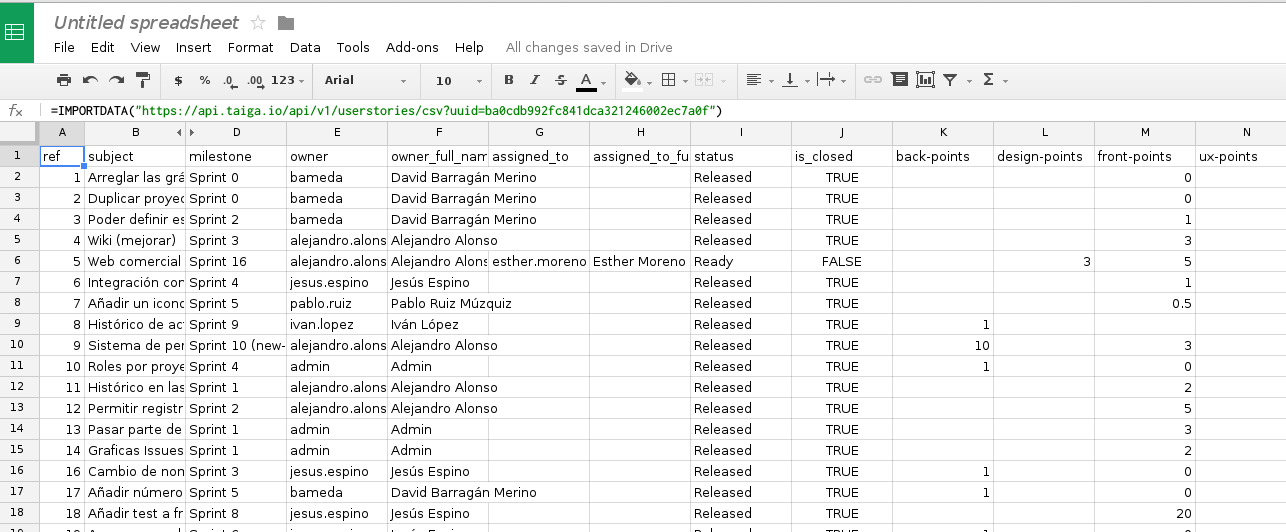 Untitled spreadsheet
File Edit View Insert Format Data Tools Add-ons Help All changes saved in Drive
$ % .0 .00 123 Arial 10 B I S A Σ
fx =IMPORTDATA("https://api.taiga.io/api/v1/userstories/csv?uuid=ba0cdb992fc841dca321246002ec7a0f")
A B D E F G H I J K L M N
1 ref subject milestone owner owner_full_nam assigned_to assigned_to_fu status is_closed back-points design-points front-points ux-points
2 1 Arreglar las grá Sprint 0 bameda David Barragán Merino Released TRUE 0
3 2 Duplicar proyec Sprint 0 bameda David Barragán Merino Released TRUE 0
4 3 Poder definir es Sprint 2 bameda David Barragán Merino Released TRUE 1
5 4 Wiki (mejorar) Sprint 3 alejandro.alons Alejandro Alonso Released TRUE 3
6 5 Web comercial Sprint 16 alejandro.alons Alejandro Alons esther.moreno Esther Moreno Ready FALSE 3 5
7 6 Integración con Sprint 4 jesus.espino Jesús Espino Released TRUE 1
8 7 Añadir un icono Sprint 5 pablo.ruiz Pablo Ruiz Múzquiz Released TRUE 0.5
9 8 Histórico de ac Sprint 9 ivan.lopez Iván López Released TRUE 1
10 9 Sistema de per Sprint 10 (new- alejandro.alons Alejandro Alonso Released TRUE 10 3
11 10 Roles por proye Sprint 4 admin Admin Released TRUE 1 0
12 11 Histórico en las Sprint 1 alejandro.alons Alejandro Alonso Released TRUE 2
13 12 Permitir registr Sprint 2 alejandro.alons Alejandro Alonso Released TRUE 5
14 13 Pasar parte de Sprint 1 admin Admin Released TRUE 3
15 14 Graficas Issues Sprint 1 admin Admin Released TRUE 2
16 16 Cambio de nom Sprint 3 jesus.espino Jesús Espino Released TRUE 1 0
17 17 Añadir número Sprint 5 bameda David Barragán Merino Released TRUE 1 0
18 18 Añadir test a fr Sprint 8 jesus.espino Jesús Espino Released TRUE 20